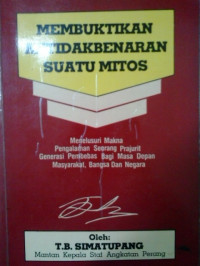 MEMBUKTIKAN
KETIDAKBENARAN
SUATU MITOS
Menelusuri Makna
Pengalaman Seorang Prajurit
Generasi Pembebas Bagi Masa Depan
Masyarakat, Bangsa Dan Negara
Oleh:
T.B. SIMATUPANG
Mantan Kepala Staf Angkatan Perang